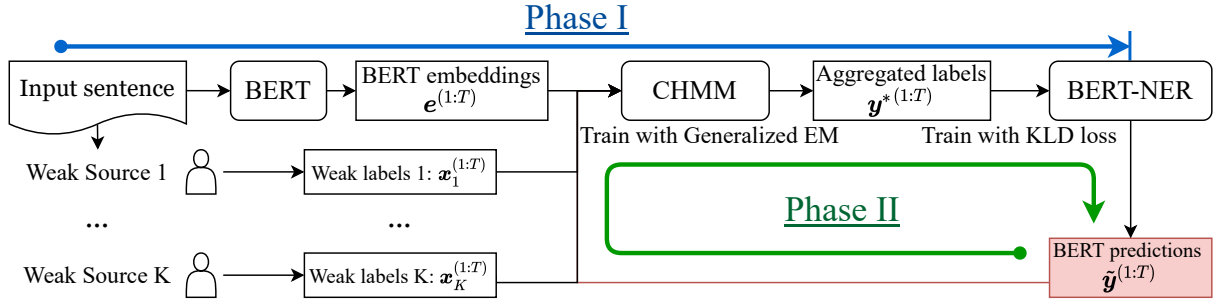 Phase I
Input sentence
BERT
BERT embeddings
e^(1:T)
CHMM
Aggregated labels
y*^(1:T)
BERT-NER
Train with Generalized EM
Train with KLD loss
Weak Source 1
Weak labels 1: x_1^(1:T)
...
...
Phase II
Weak Source K
Weak labels K: x_K^(1:T)
BERT predictions
ỹ^(1:T)